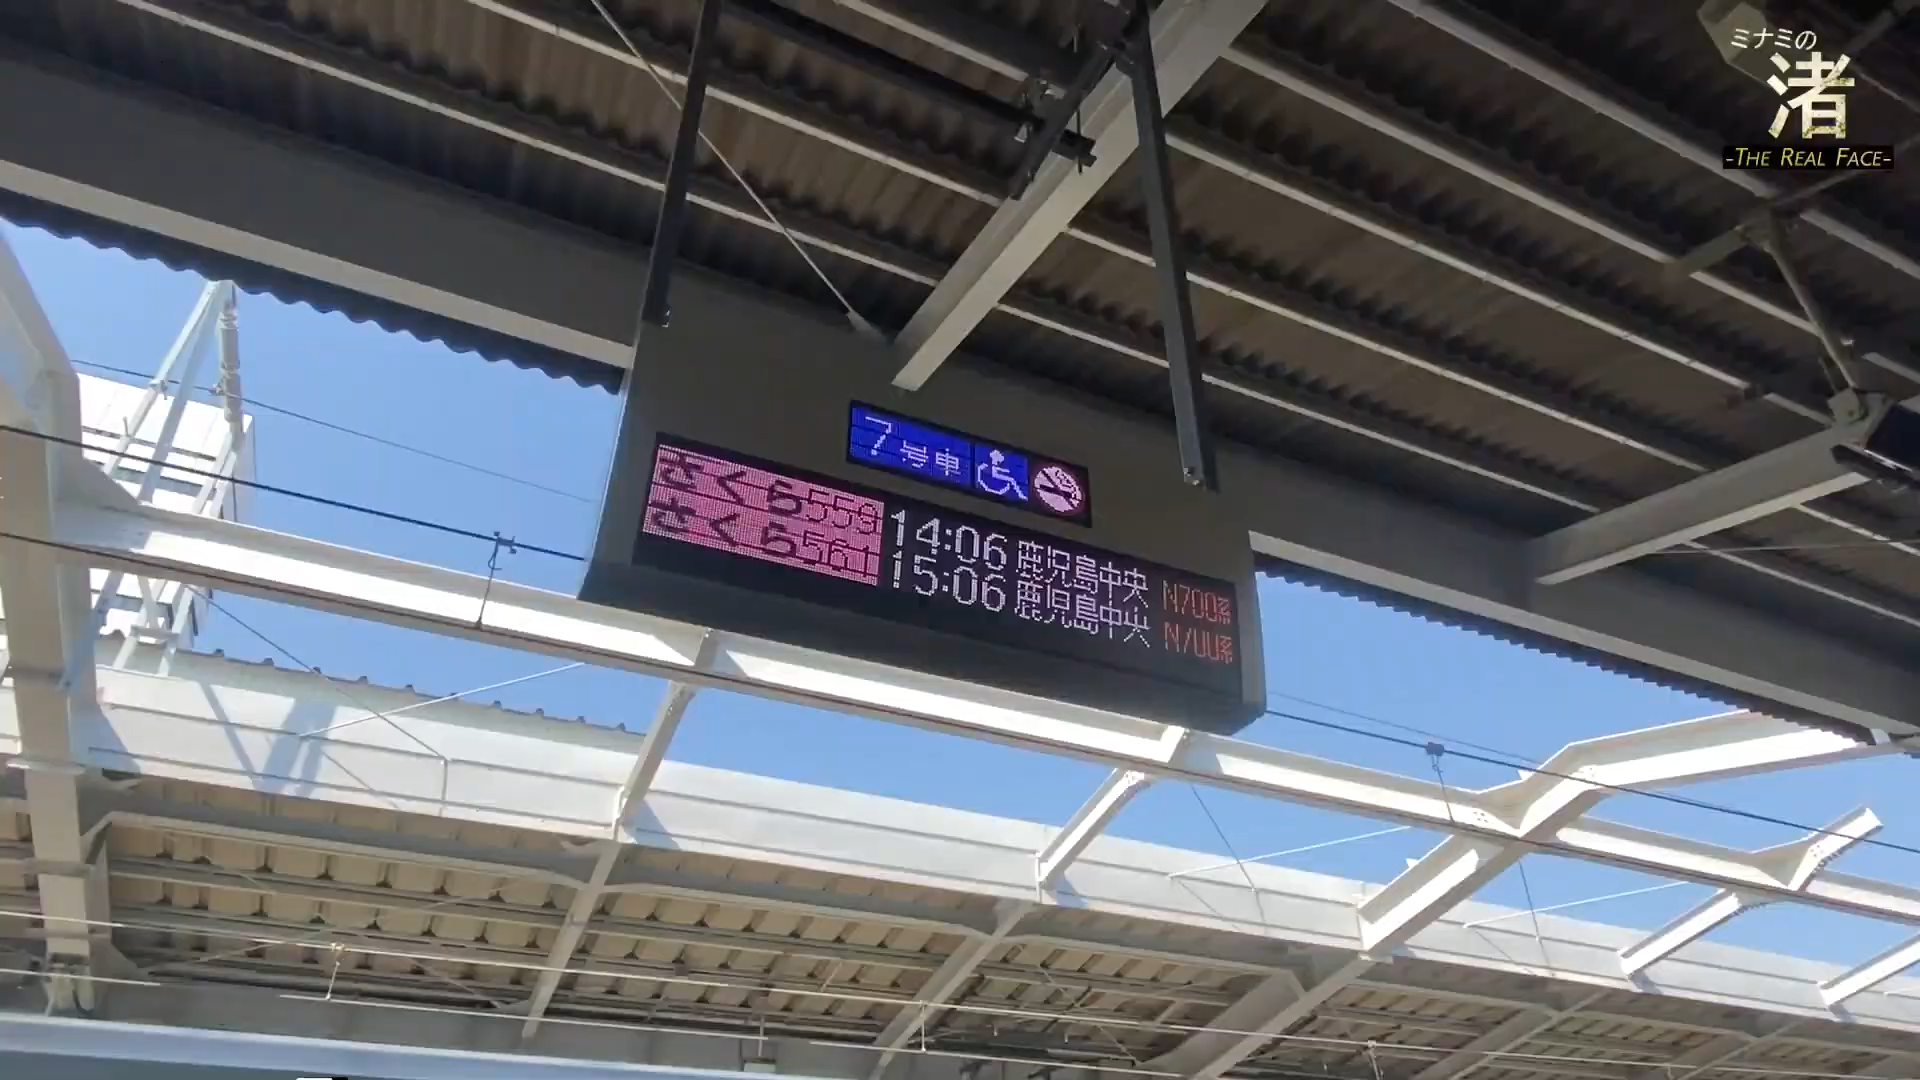 ミナミの
渚
-THE REAL FACE-
7号車
さくら559 14:06 鹿児島中央 N700系
さくら561 15:06 鹿児島中央 N700系